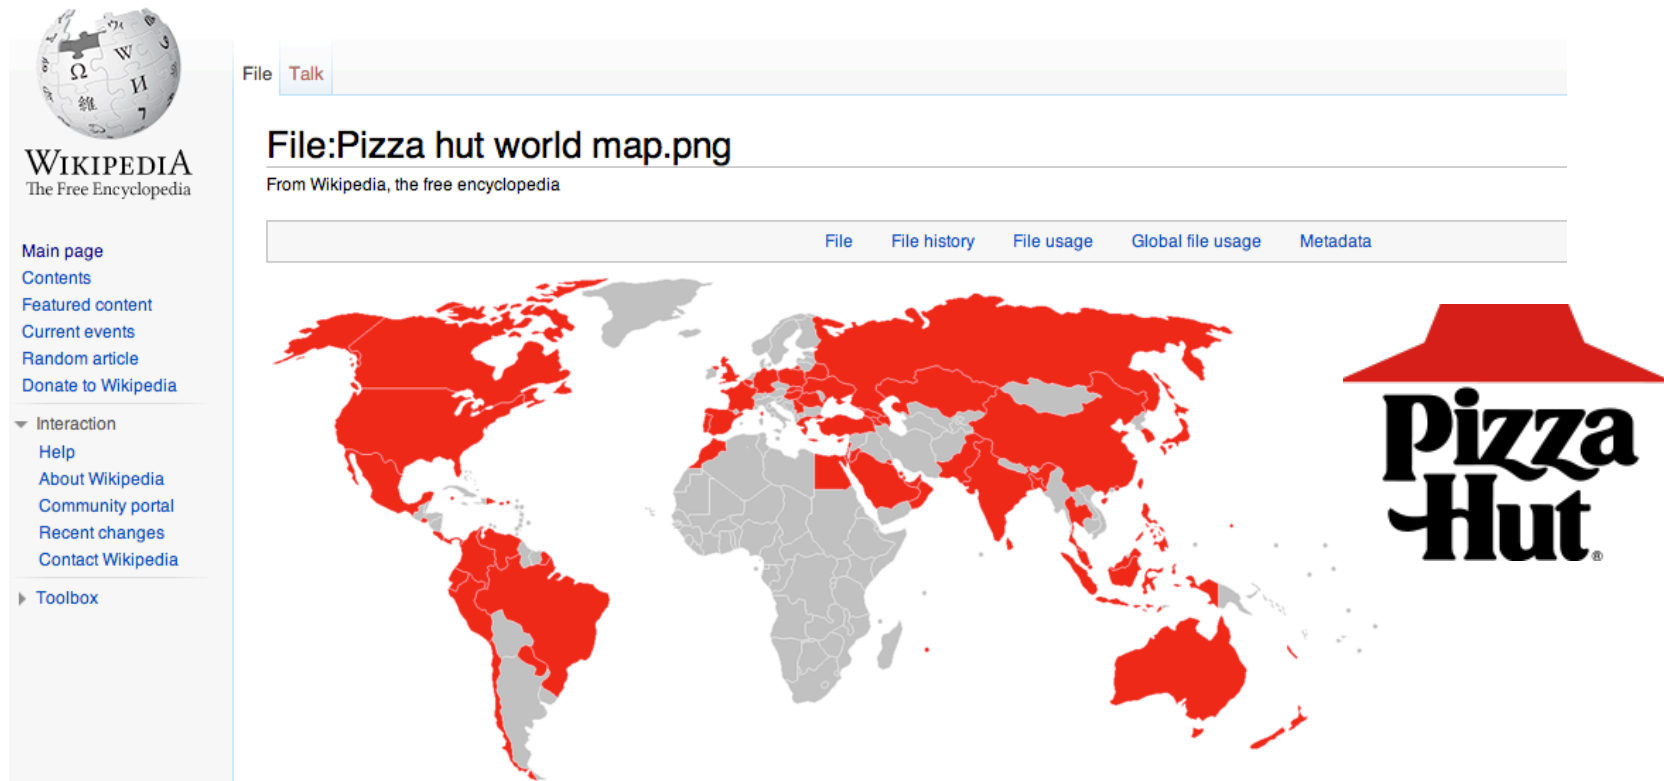 WIKIPEDIA
The Free Encyclopedia
Main page
Contents
Featured content
Current events
Random article
Donate to Wikipedia
Interaction
Help
About Wikipedia
Community portal
Recent changes
Contact Wikipedia
Toolbox
File Talk
File:Pizza hut world map.png
From Wikipedia, the free encyclopedia
File File history File usage Global file usage Metadata
Pizza
Hut®